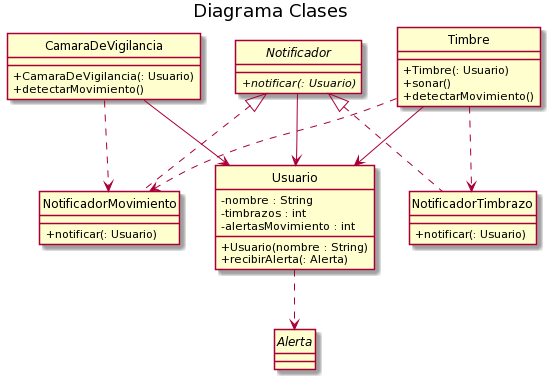 Diagrama Clases
CamaraDeVigilancia
+CamaraDeVigilancia(: Usuario)
+detectarMovimiento()
Notificador
+notificar(: Usuario)
Timbre
+Timbre(: Usuario)
+sonar()
+detectarMovimiento()
NotificadorMovimiento
+notificar(: Usuario)
Usuario
-nombre : String
-timbrazos : int
-alertasMovimiento : int
+Usuario(nombre : String)
+recibirAlerta(: Alerta)
NotificadorTimbrazo
+notificar(: Usuario)
Alerta